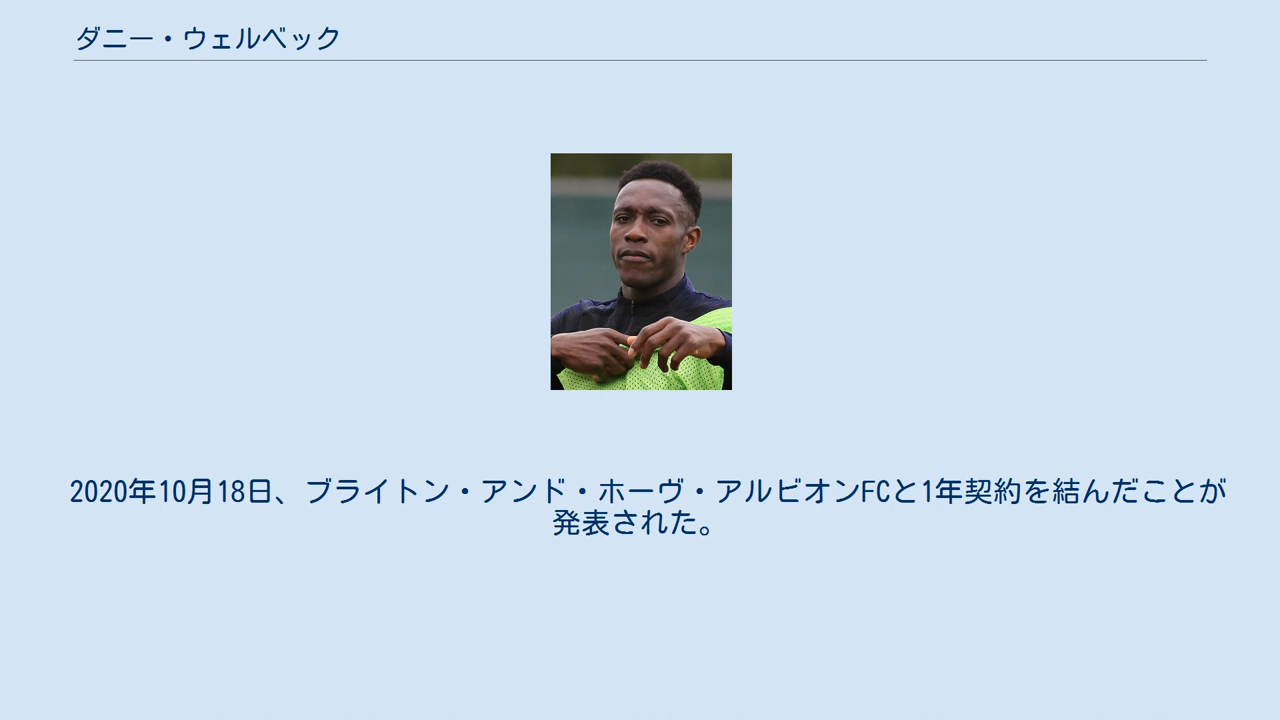 ダニー・ウェルベック
2020年10月18日、ブライトン・アンド・ホーヴ・アルビオンFCと1年契約を結んだことが
発表された。